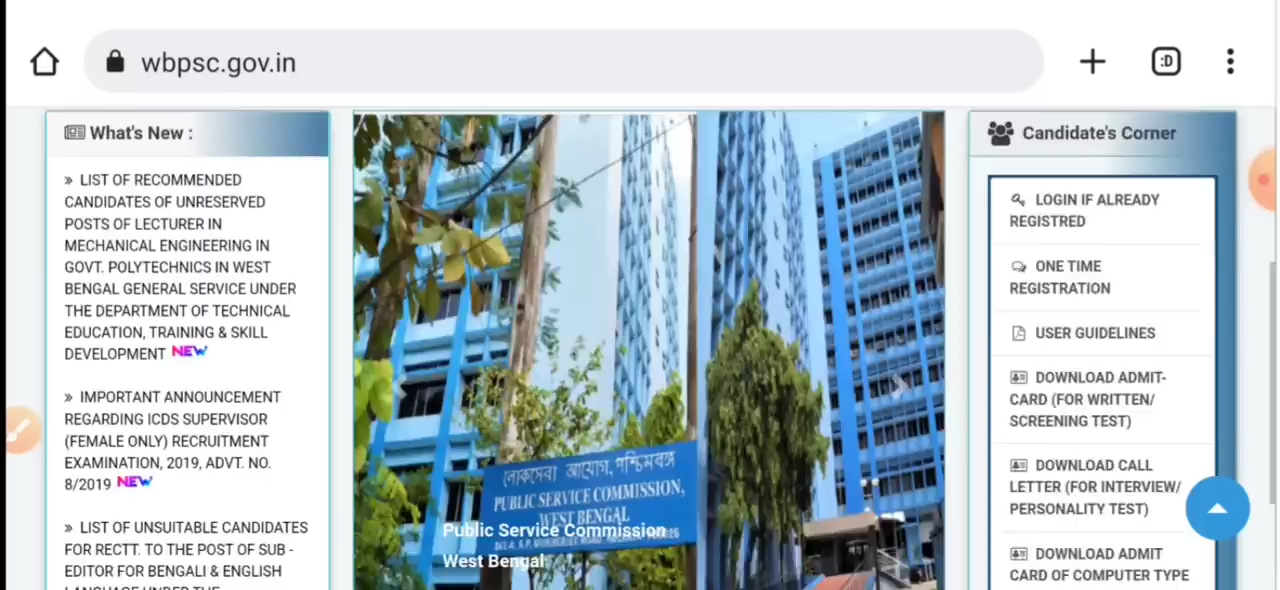 wbpsc.gov.in
:D
What's New :
» LIST OF RECOMMENDED
CANDIDATES OF UNRESERVED
POSTS OF LECTURER IN
MECHANICAL ENGINEERING IN
GOVT. POLYTECHNICS IN WEST
BENGAL GENERAL SERVICE UNDER
THE DEPARTMENT OF TECHNICAL
EDUCATION, TRAINING & SKILL
DEVELOPMENT NEW
» IMPORTANT ANNOUNCEMENT
REGARDING ICDS SUPERVISOR
(FEMALE ONLY) RECRUITMENT
EXAMINATION, 2019, ADVT. NO.
8/2019 NEW
» LIST OF UNSUITABLE CANDIDATES
FOR RECTT. TO THE POST OF SUB -
EDITOR FOR BENGALI & ENGLISH
LANGUAGE UNDER THE
লোকসেবা আয়োগ, পশ্চিমবঙ্গ
PUBLIC SERVICE COMMISSION,
WEST BENGAL
Public Service Commission
West Bengal
Candidate's Corner
LOGIN IF ALREADY
REGISTRED
ONE TIME
REGISTRATION
USER GUIDELINES
DOWNLOAD ADMIT-
CARD (FOR WRITTEN/
SCREENING TEST)
DOWNLOAD CALL
LETTER (FOR INTERVIEW/
PERSONALITY TEST)
DOWNLOAD ADMIT
CARD OF COMPUTER TYPE